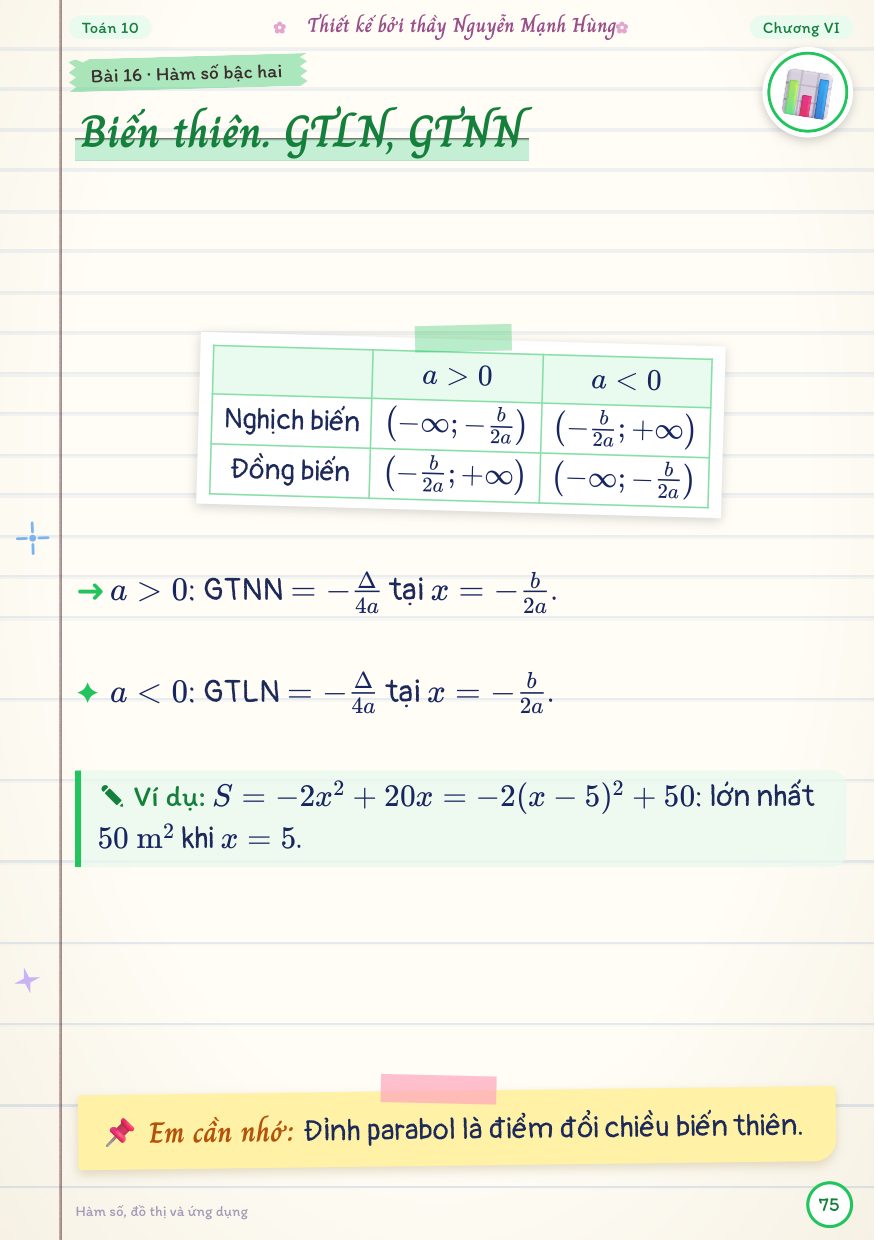 Toán 10
Thiết kế bởi thầy Nguyễn Mạnh Hùng
Chương VI
Bài 16 · Hàm số bậc hai
Biến thiên. GTLN, GTNN
a > 0 a < 0
Nghịch biến (−∞; −b/2a) (−b/2a; +∞)
Đồng biến (−b/2a; +∞) (−∞; −b/2a)
→ a > 0: GTNN = −Δ/4a tại x = −b/2a.
✦ a < 0: GTLN = −Δ/4a tại x = −b/2a.
Ví dụ: S = −2x² + 20x = −2(x − 5)² + 50: lớn nhất
50 m² khi x = 5.
Em cần nhớ: Đỉnh parabol là điểm đổi chiều biến thiên.
Hàm số, đồ thị và ứng dụng
75